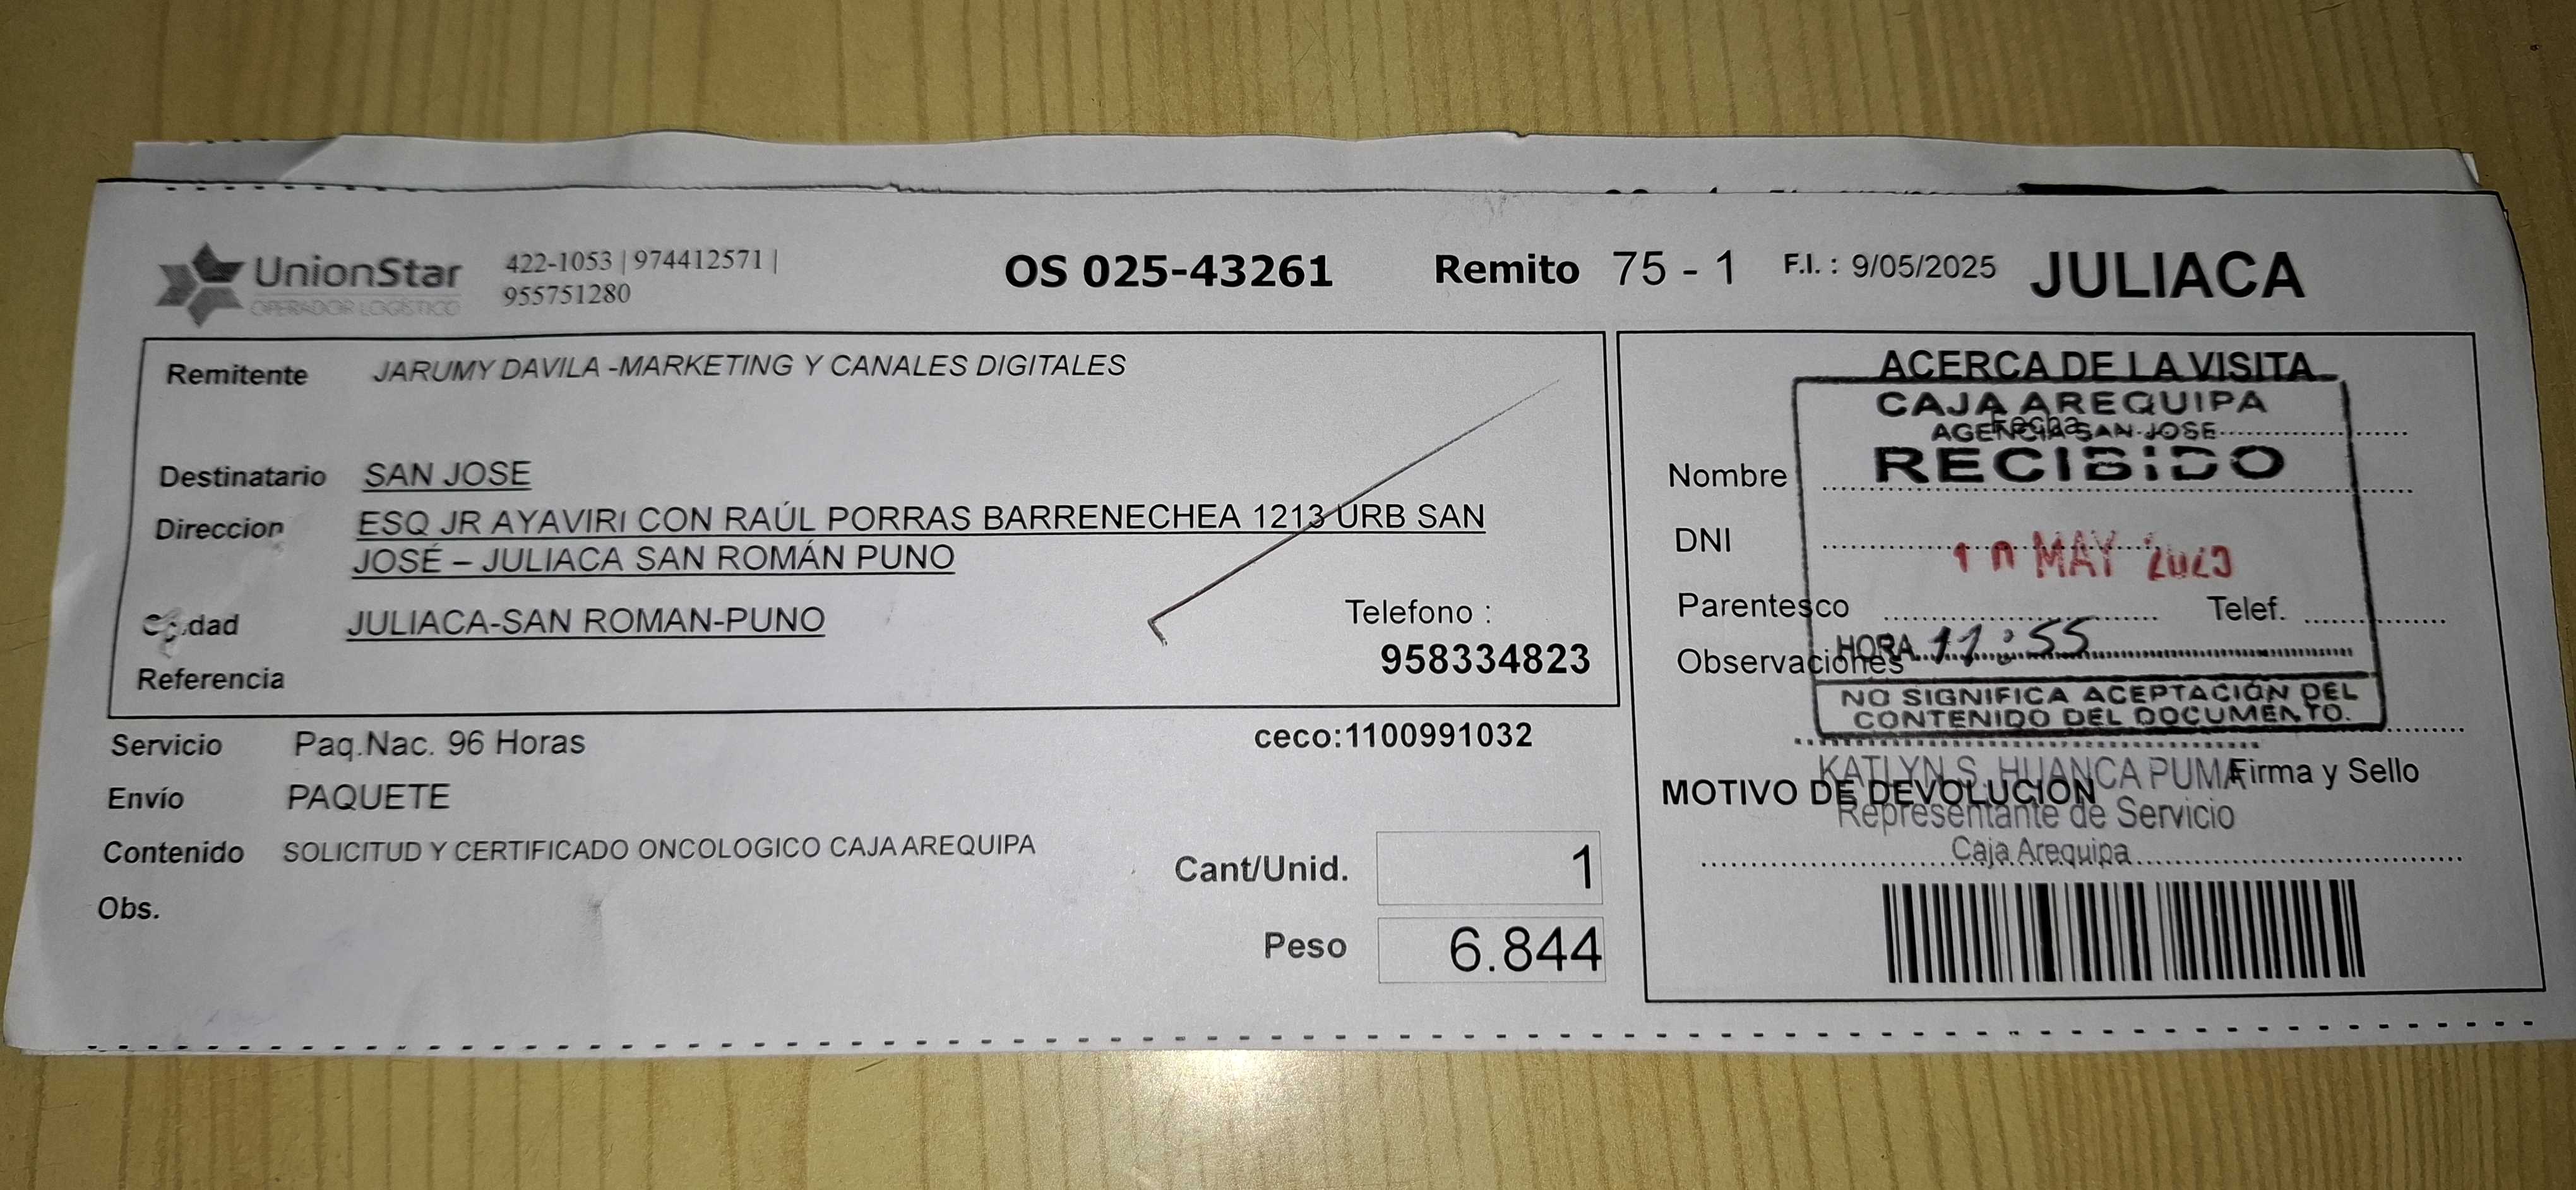 UnionStar
OPERADOR LOGÍSTICO
422-1053 | 974412571 |
955751280
OS 025-43261
Remito 75 - 1
F.I. : 9/05/2025
JULIACA
Remitente JARUMY DAVILA -MARKETING Y CANALES DIGITALES
Destinatario SAN JOSE
Direccion ESQ JR AYAVIRI CON RAÚL PORRAS BARRENECHEA 1213 URB SAN
JOSÉ – JULIACA SAN ROMÁN PUNO
Ciudad JULIACA-SAN ROMAN-PUNO
Telefono :
958334823
Referencia
Servicio Paq.Nac. 96 Horas
ceco:1100991032
Envío PAQUETE
Contenido SOLICITUD Y CERTIFICADO ONCOLOGICO CAJA AREQUIPA
Obs.
Cant/Unid. 1
Peso 6.844
ACERCA DE LA VISITA
CAJA AREQUIPA
Fecha
AGENCIA SAN JOSE
RECIBIDO
Nombre
DNI
10 MAY 2025
Parentesco
Telef.
HORA 11:55
Observaciones
NO SIGNIFICA ACEPTACIÓN DEL
CONTENIDO DEL DOCUMENTO.
KATLYN S. HUANCA PUMA
Firma y Sello
MOTIVO DE DEVOLUCION
Representante de Servicio
Caja Arequipa